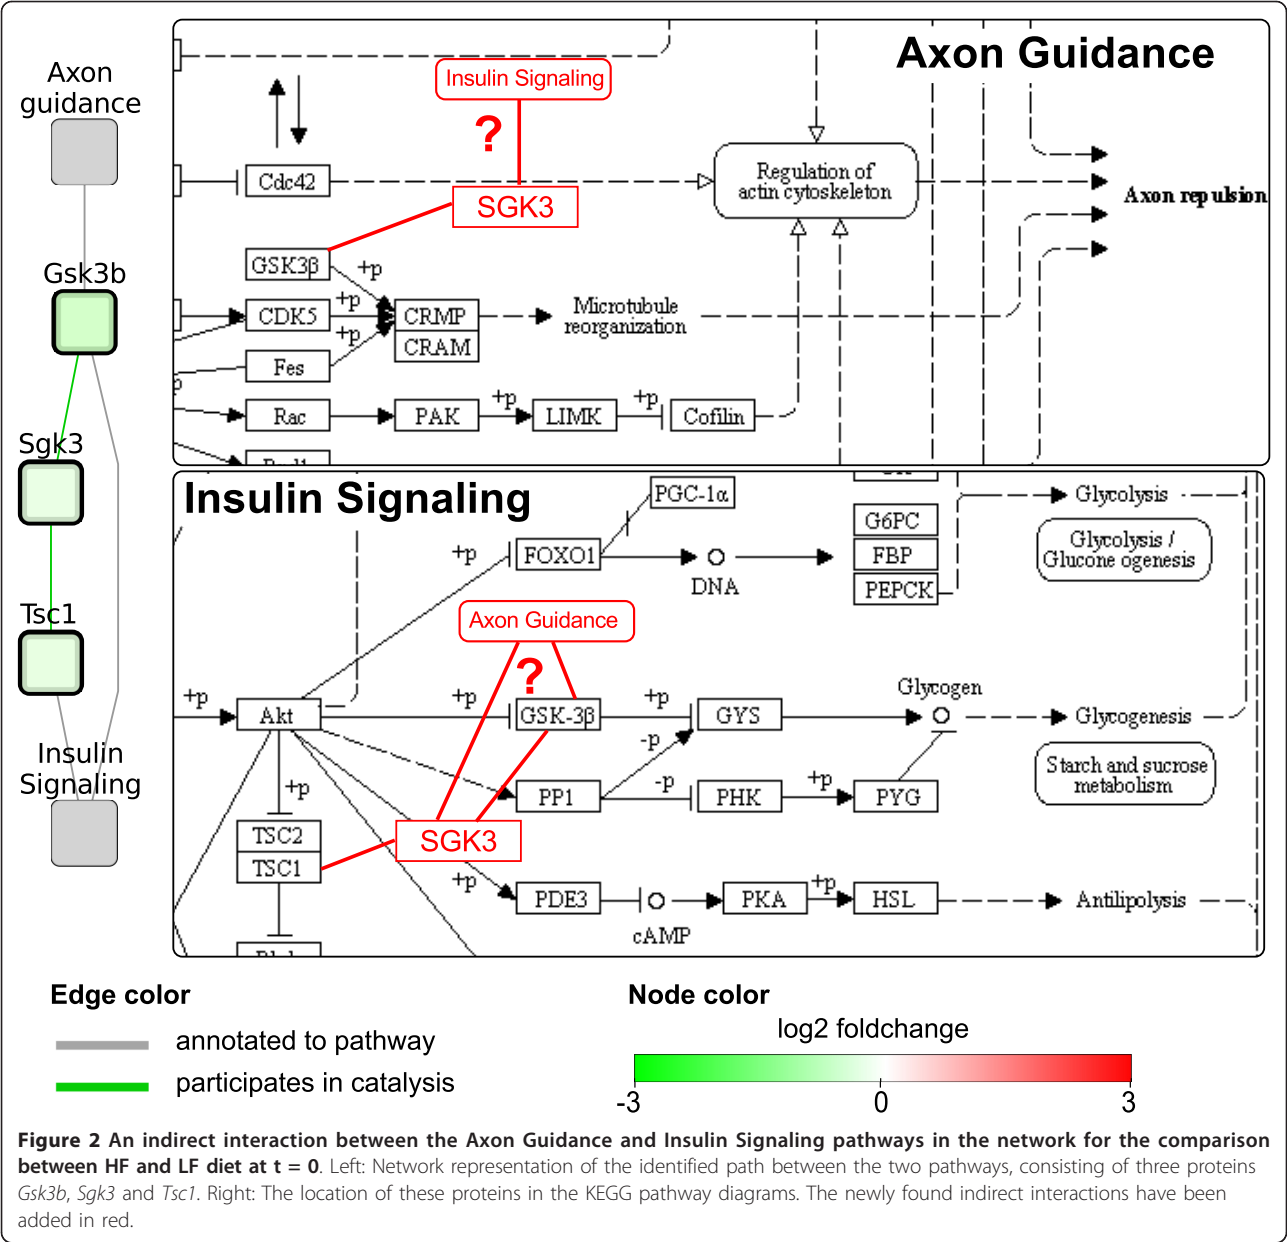 Axon
guidance
Gsk3b
Sgk3
Tsc1
Insulin
Signaling
Axon Guidance
Insulin Signaling
?
Cdc42
SGK3
Regulation of
actin cytoskeleton
Axon repulsion
GSK3β
+p
CDK5
+p
CRMP
Microtubule
reorganization
+p
CRAM
Fes
p
Rac
PAK
+p
LIMK
+p
Cofilin
Insulin Signaling
PGC-1α
Glycolysis
G6PC
+p
FOXO1
DNA
FBP
PEPCK
Glycolysis /
Glucone ogenesis
Axon Guidance
?
+p
Akt
+p
GSK-3β
+p
GYS
Glycogen
Glycogenesis
-p
+p
PP1
-p
PHK
+p
PYG
Starch and sucrose
metabolism
TSC2
TSC1
SGK3
+p
PDE3
cAMP
PKA
+p
HSL
Antilipolysis
Edge color
annotated to pathway
participates in catalysis
Node color
log2 foldchange
-3 0 3
Figure 2 An indirect interaction between the Axon Guidance and Insulin Signaling pathways in the network for the comparison
between HF and LF diet at t = 0. Left: Network representation of the identified path between the two pathways, consisting of three proteins
Gsk3b, Sgk3 and Tsc1. Right: The location of these proteins in the KEGG pathway diagrams. The newly found indirect interactions have been
added in red.